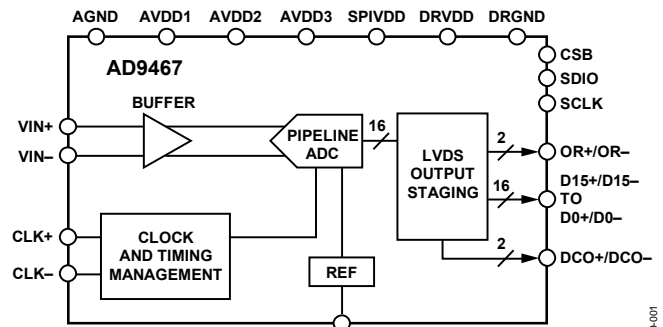 AGND AVDD1 AVDD2 AVDD3 SPIVDD DRVDD DRGND
AD9467
CSB
SDIO
SCLK
BUFFER
VIN+
VIN–
PIPELINE
ADC
16
LVDS
OUTPUT
STAGING
2
OR+/OR–
16
D15+/D15–
TO
D0+/D0–
2
DCO+/DCO–
CLK+
CLK–
CLOCK
AND TIMING
MANAGEMENT
REF